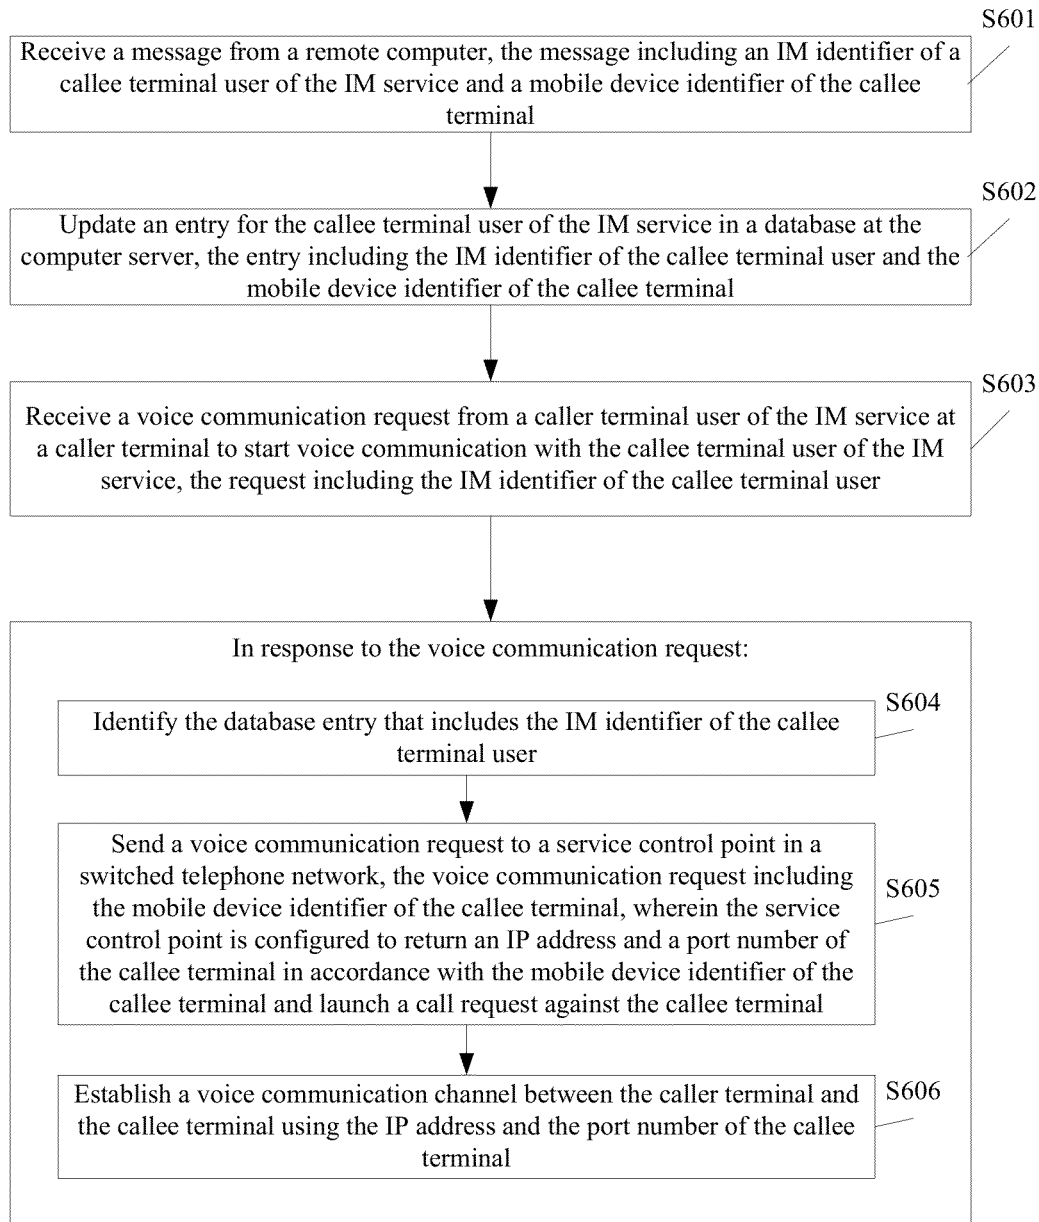 S601
Receive a message from a remote computer, the message including an IM identifier of a
callee terminal user of the IM service and a mobile device identifier of the callee
terminal
S602
Update an entry for the callee terminal user of the IM service in a database at the
computer server, the entry including the IM identifier of the callee terminal user and the
mobile device identifier of the callee terminal
S603
Receive a voice communication request from a caller terminal user of the IM service at
a caller terminal to start voice communication with the callee terminal user of the IM
service, the request including the IM identifier of the callee terminal user
In response to the voice communication request:
S604
Identify the database entry that includes the IM identifier of the callee
terminal user
S605
Send a voice communication request to a service control point in a
switched telephone network, the voice communication request including
the mobile device identifier of the callee terminal, wherein the service
control point is configured to return an IP address and a port number of
the callee terminal in accordance with the mobile device identifier of the
callee terminal and launch a call request against the callee terminal
S606
Establish a voice communication channel between the caller terminal and
the callee terminal using the IP address and the port number of the callee
terminal